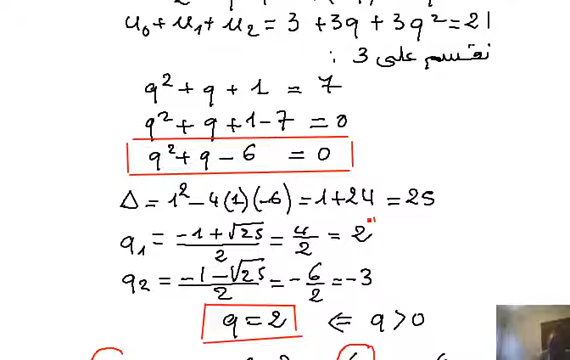 u₀ + u₁ + u₂ = 3 + 3q + 3q² = 21
نقسم على 3 :
q² + q + 1 = 7
q² + q + 1 - 7 = 0
q² + q - 6 = 0
Δ = 1² - 4(1)(-6) = 1 + 24 = 25
q₁ = (-1 + √25)/2 = 4/2 = 2
q₂ = (-1 - √25)/2 = -6/2 = -3
q = 2 ⇐ q > 0